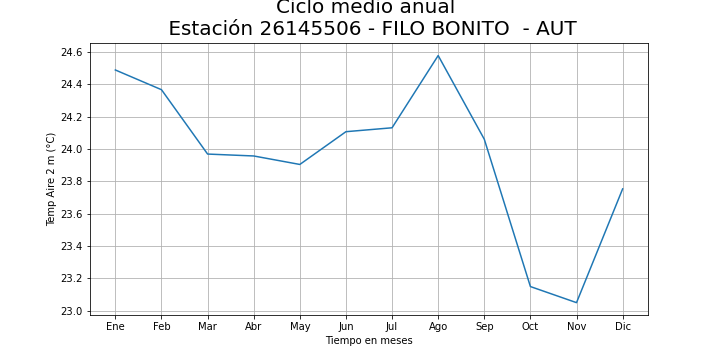 Ciclo medio anual
Estación 26145506 - FILO BONITO - AUT
Temp Aire 2 m (°C)
24.6
24.4
24.2
24.0
23.8
23.6
23.4
23.2
23.0
Ene Feb Mar Abr May Jun Jul Ago Sep Oct Nov Dic
Tiempo en meses